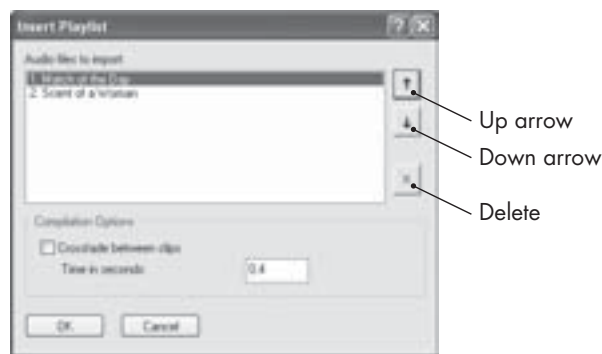 Insert Playlist
Audio files to import
1. Match of the Day
2. Scent of a Woman
Up arrow
Down arrow
Delete
Compilation Options
Crossfade between clips
Time in seconds
0.4
OK
Cancel